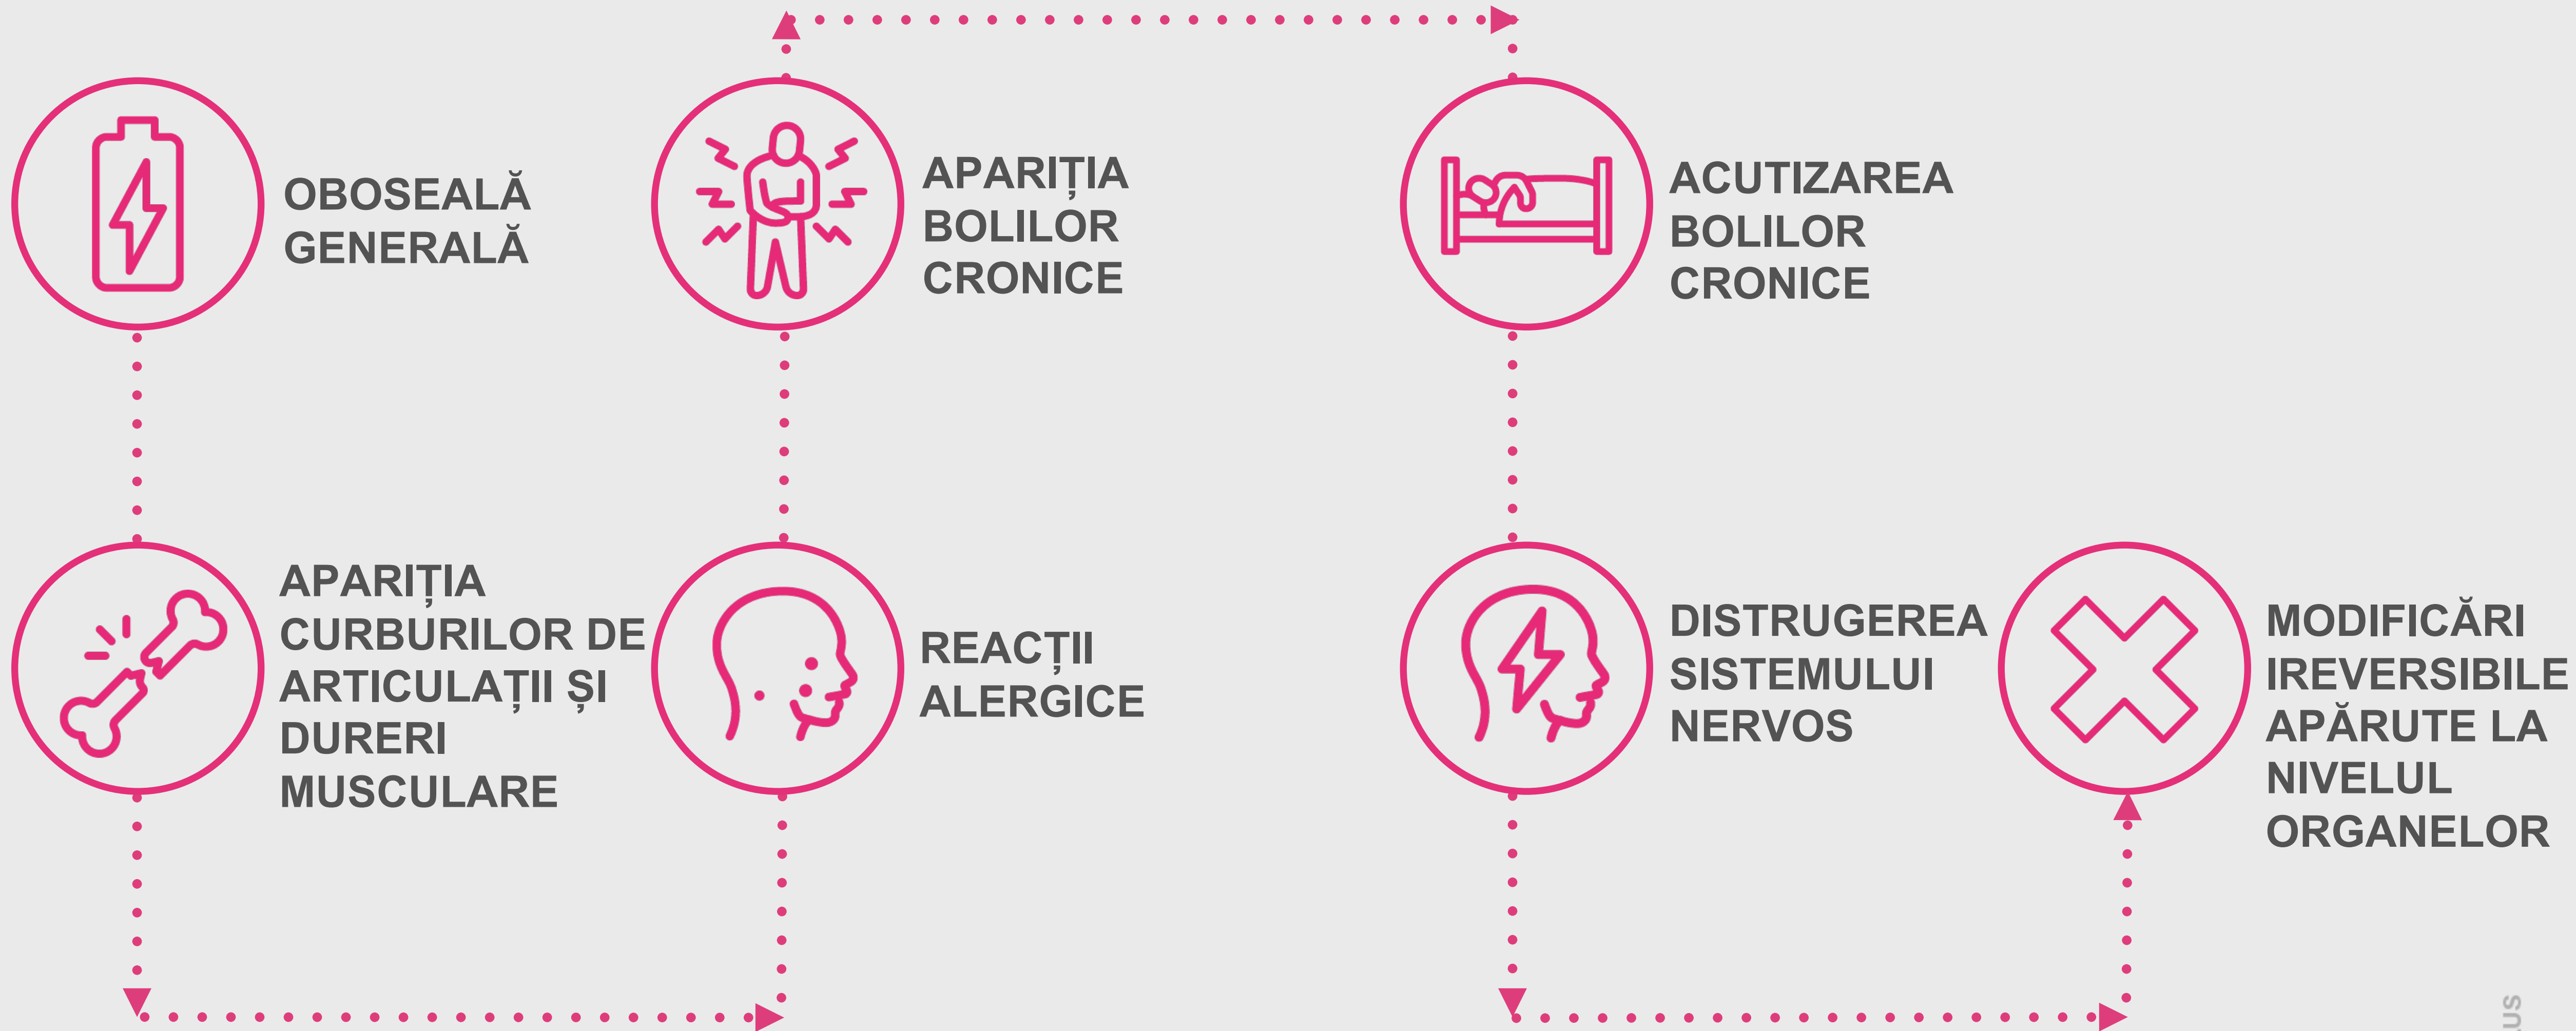 OBOSEALĂ
GENERALĂ
APARIȚIA
CURBURILOR DE
ARTICULAȚII ȘI
DURERI
MUSCULARE
REACȚII
ALERGICE
APARIȚIA
BOLILOR
CRONICE
ACUTIZAREA
BOLILOR
CRONICE
DISTRUGEREA
SISTEMULUI
NERVOS
MODIFICĂRI
IREVERSIBILE
APĂRUTE LA
NIVELUL
ORGANELOR